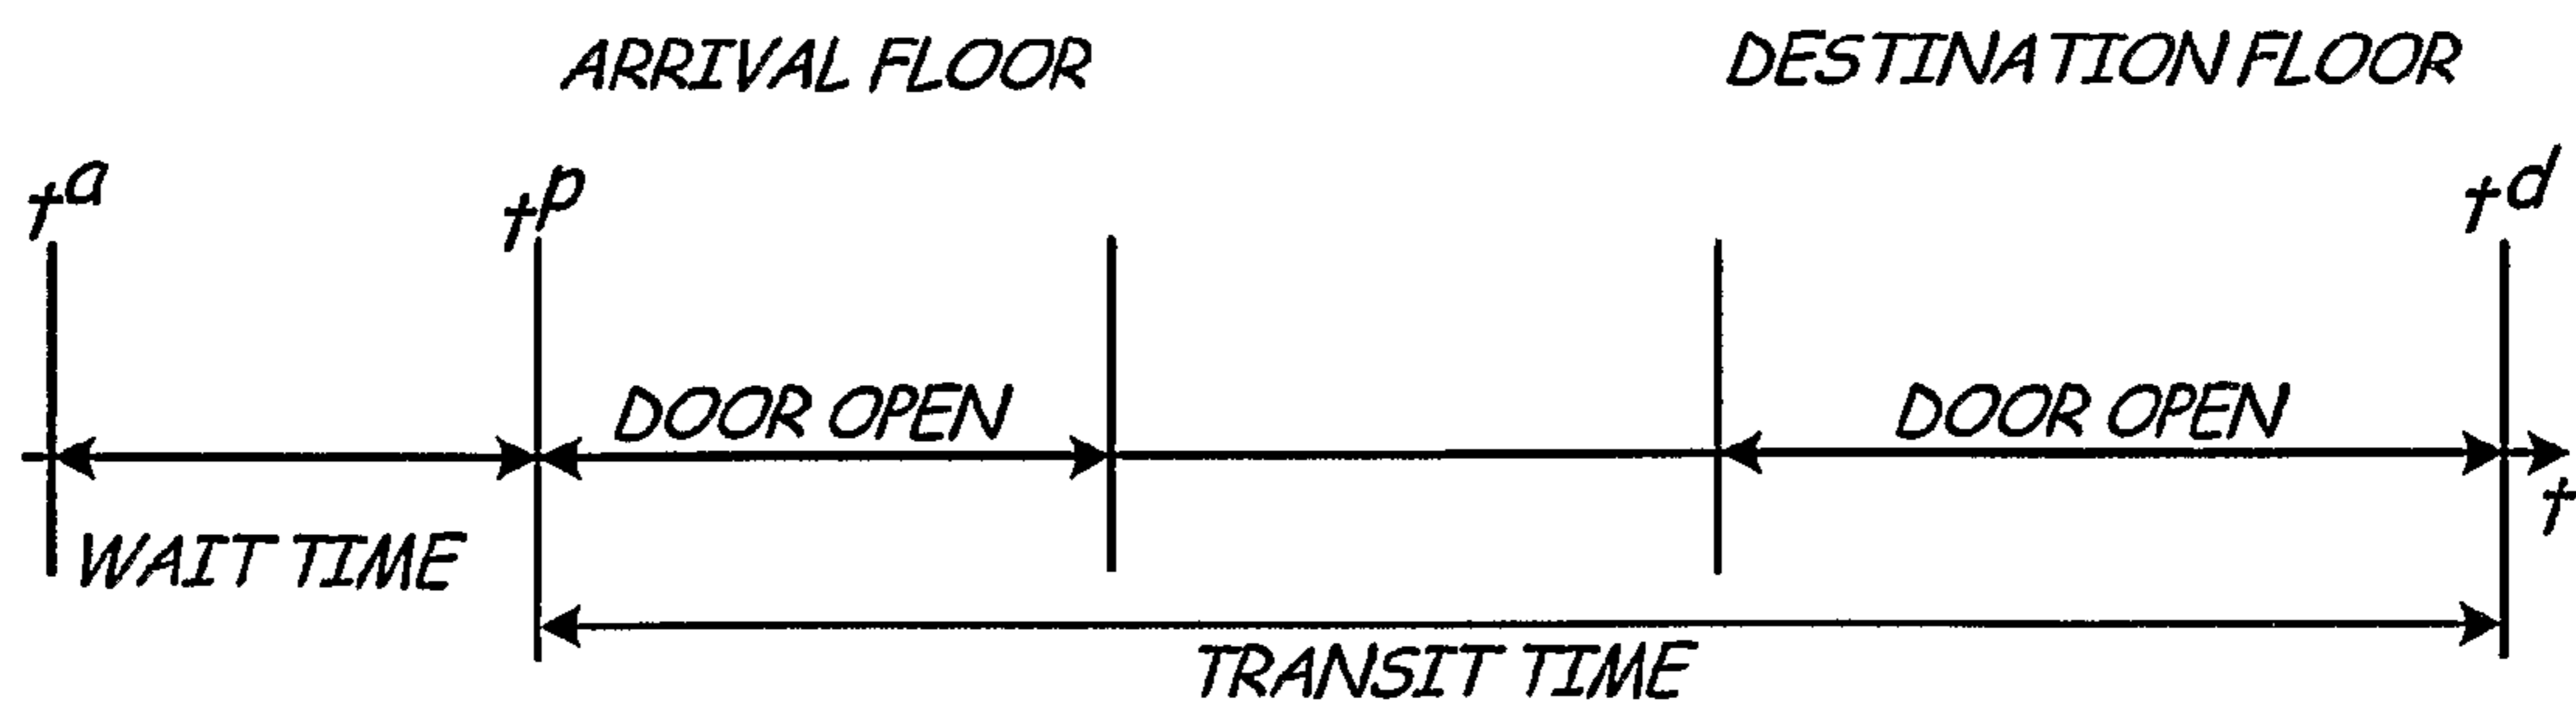 ARRIVAL FLOOR DESTINATION FLOOR
t^a t^p t^d
DOOR OPEN DOOR OPEN
t
WAIT TIME
TRANSIT TIME